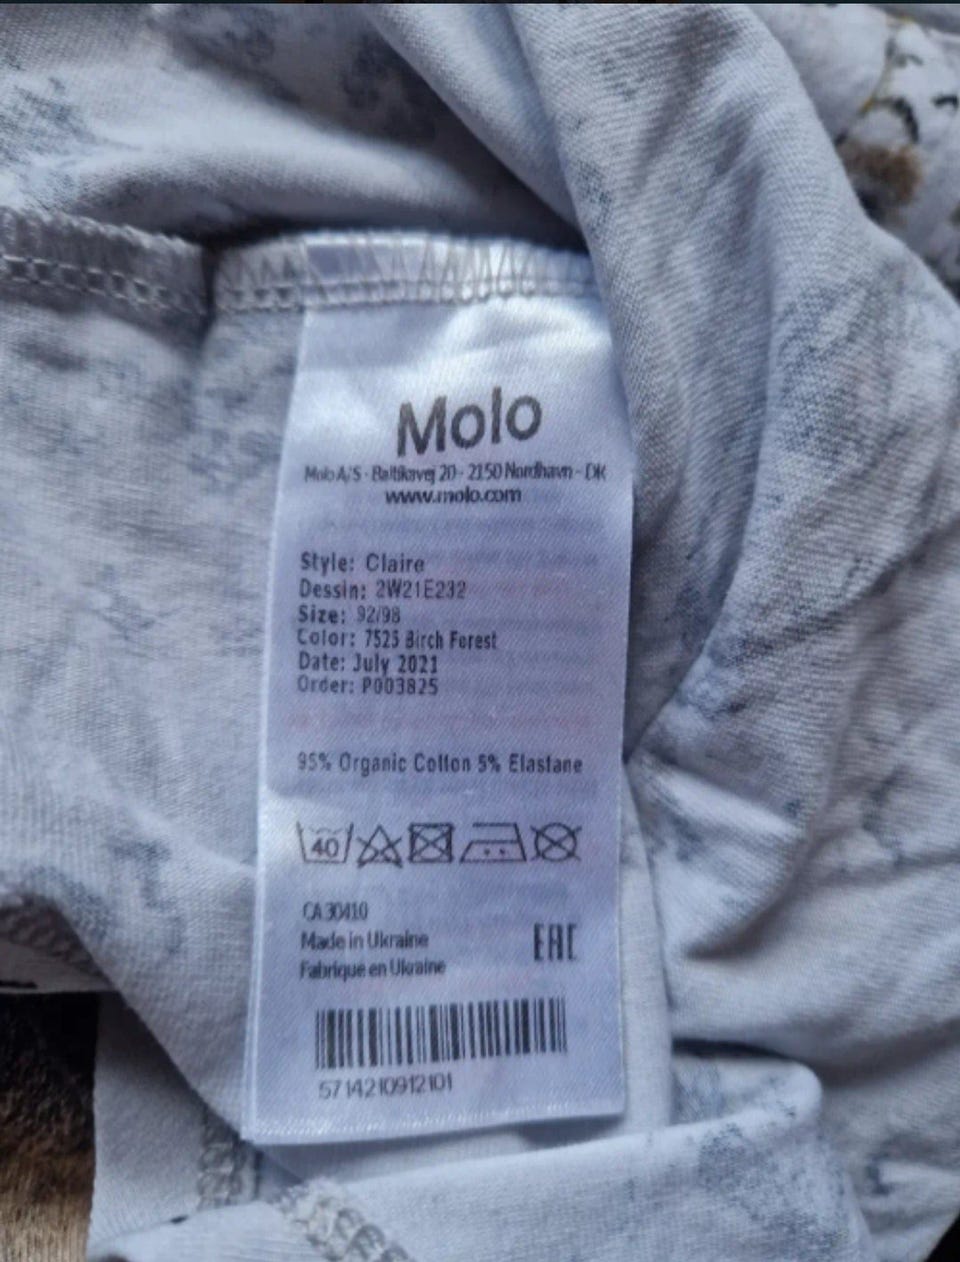 Molo
Molo A/S - Baltikavej 20 - 2150 Nordhavn - DK
www.molo.com
Style: Claire
Dessin: 2W21E232
Size: 92/98
Color: 7525 Birch Forest
Date: July 2021
Order: P003825
95% Organic Cotton 5% Elastane
40
CA 30410
Made in Ukraine
EAC
Fabriqué en Ukraine
5714210912101